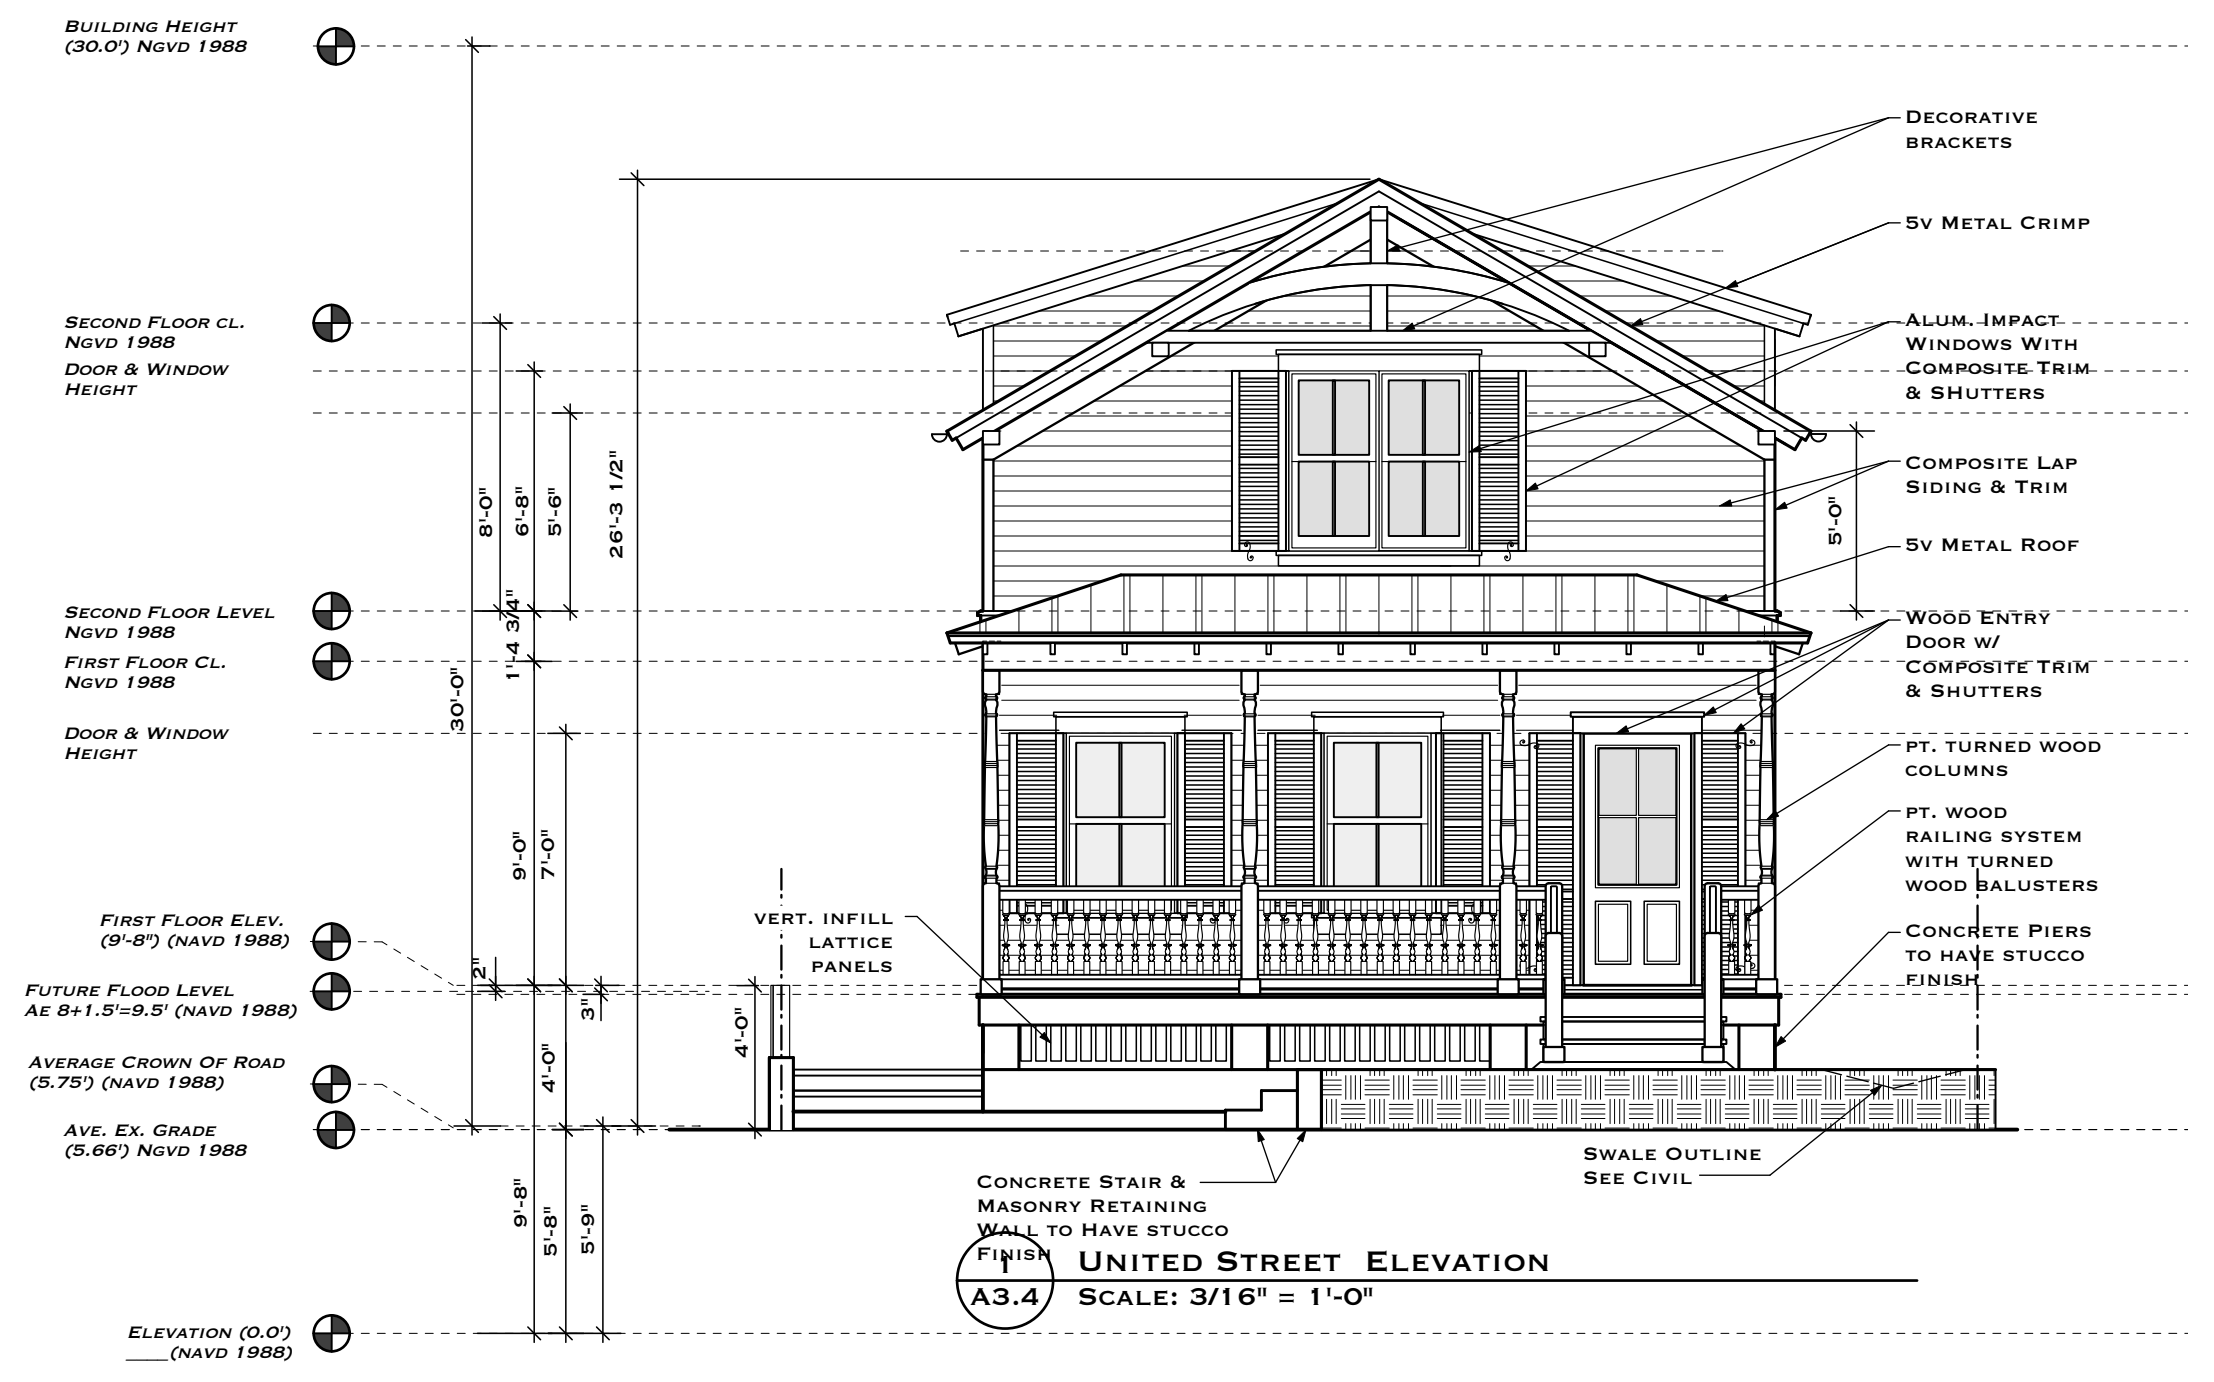 Building Height
(30.0') Ngvd 1988
Second Floor cl.
Ngvd 1988
Door & Window
Height
Second Floor Level
Ngvd 1988
First Floor Cl.
Ngvd 1988
Door & Window
Height
First Floor Elev.
(9'-8") (navd 1988)
Future Flood Level
Ae 8+1.5'=9.5' (navd 1988)
Average Crown Of Road
(5.75') (navd 1988)
Ave. Ex. Grade
(5.66') Ngvd 1988
Elevation (0.0')
____(navd 1988)
30'-0"
8'-0"
6'-8"
5'-6"
26'-3 1/2"
1'-4 3/4"
9'-0"
7'-0"
2"
3"
4'-0"
4'-0"
9'-8"
5'-8"
5'-9"
5'-0"
Decorative
brackets
5v Metal Crimp
Alum. Impact
Windows With
Composite Trim
& SHutters
Composite Lap
Siding & Trim
5v Metal Roof
Wood Entry
Door w/
Composite Trim
& Shutters
pt. turned wood
columns
pt. wood
railing system
with turned
wood balusters
Concrete Piers
to have stucco
finish
vert. infill
lattice
panels
Swale Outline
See Civil
Concrete Stair &
Masonry Retaining
Wall to Have stucco
Finish
1
A3.4
United Street Elevation
Scale: 3/16" = 1'-0"